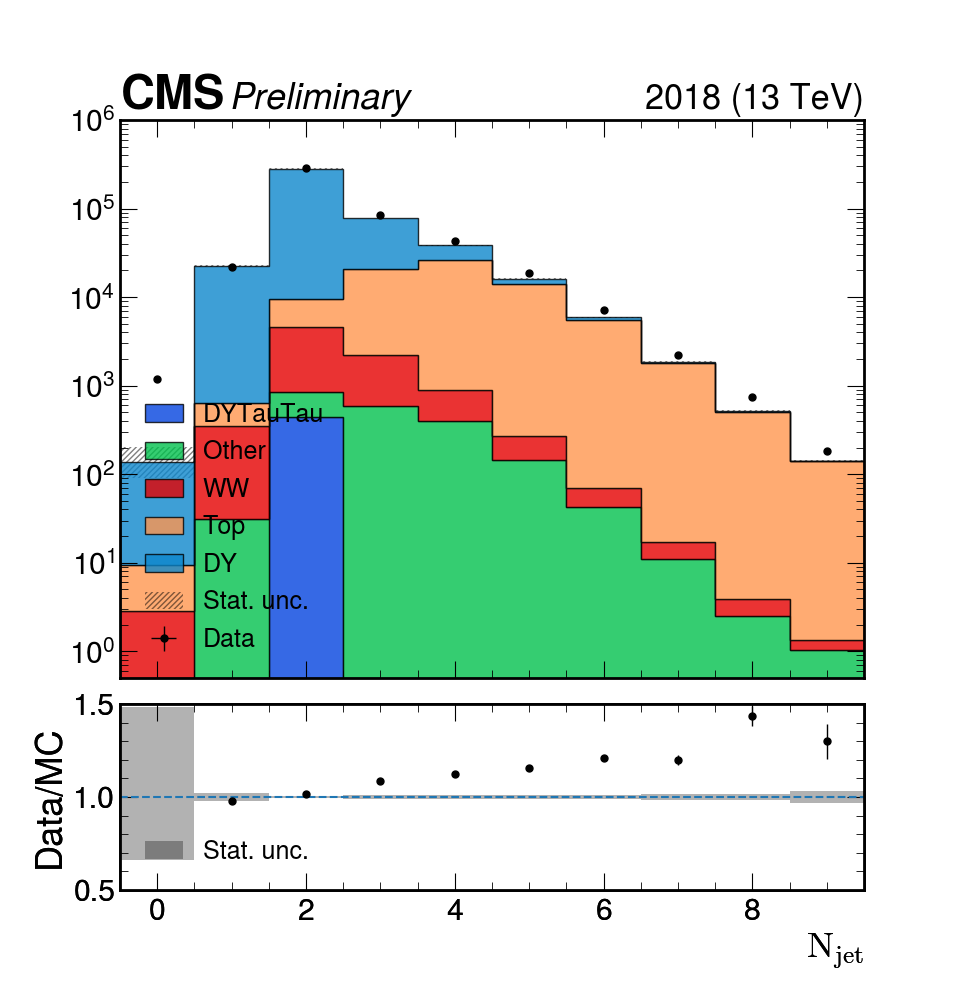 CMS Preliminary 2018 (13 TeV)
10^6
10^5
10^4
10^3
10^2
10^1
10^0
DYTauTau
Other
WW
Top
DY
Stat. unc.
Data
Data/MC
1.5
1.0
0.5
Stat. unc.
0 2 4 6 8
N_jet